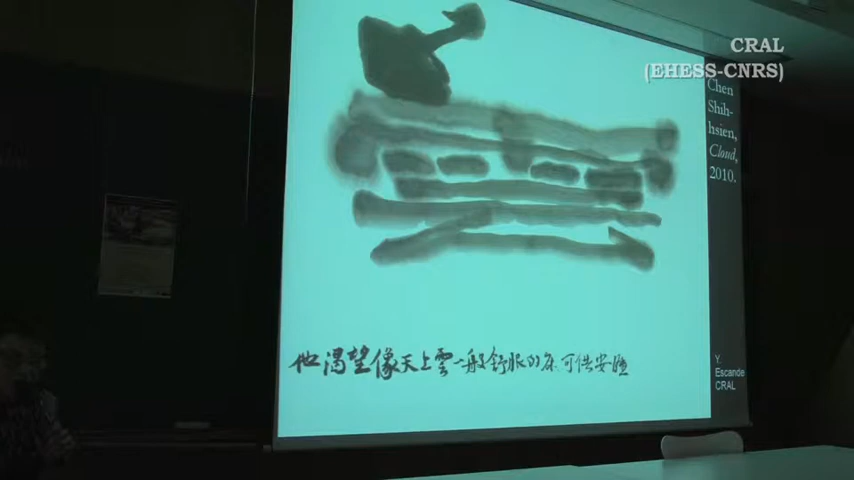 CRAL
(EHESS-CNRS)
Chen
Shih-
hsien,
Cloud,
2010.
他渴望像天上雲一般舒服的床可供安睡
Y.
Escande
CRAL